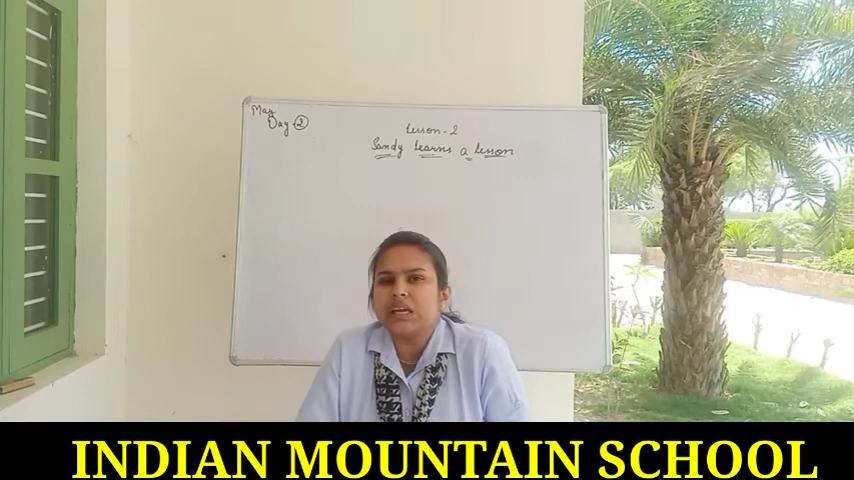 May
Day - 2
Lesson - 2
Sandy learns a lesson
INDIAN MOUNTAIN SCHOOL